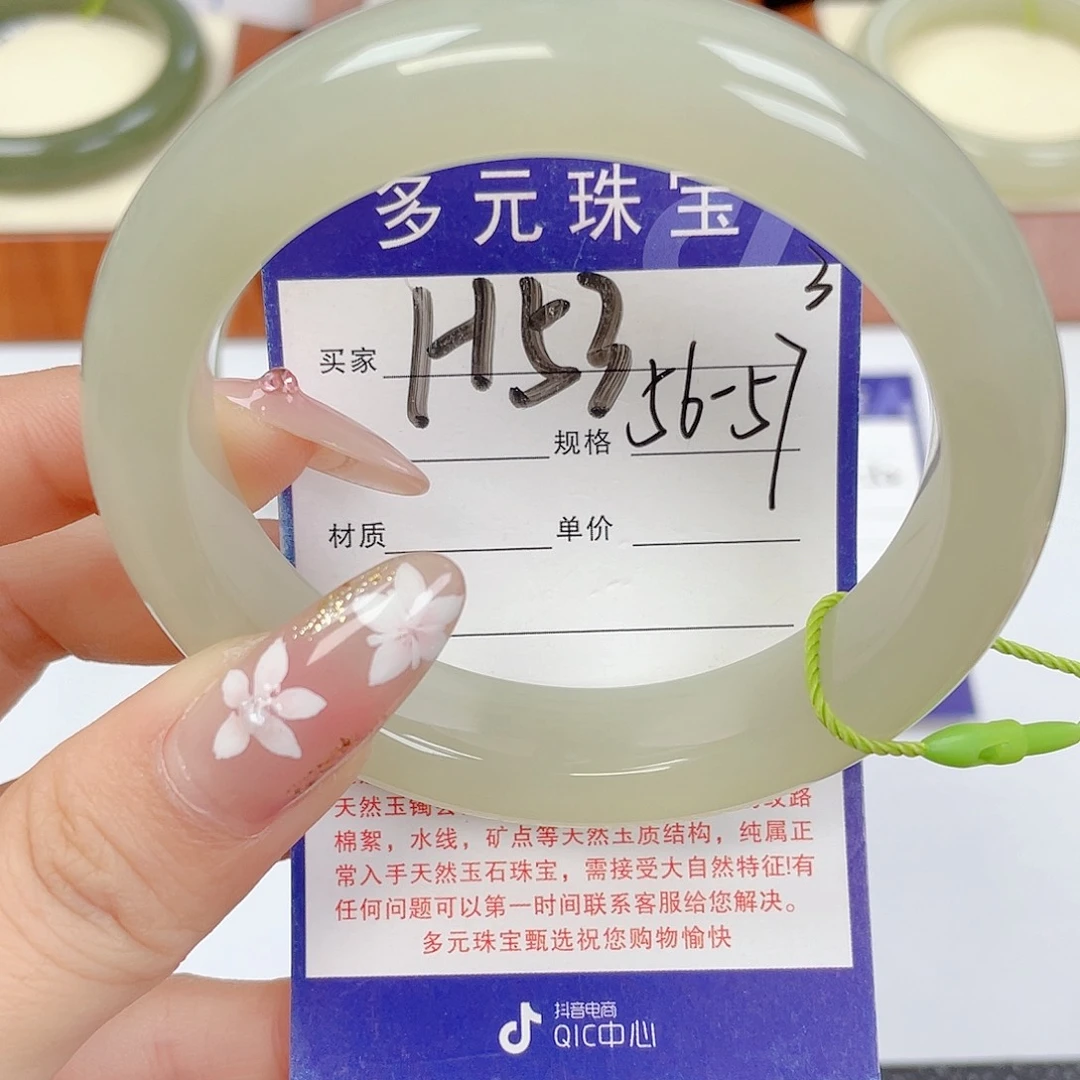 多元珠宝
3
买家 H53
规格 56-57
材质 单价
天然玉镯
纹路
棉絮，水线，矿点等天然玉质结构，纯属正
常入手天然玉石珠宝，需接受大自然特征!有
任何问题可以第一时间联系客服给您解决。
多元珠宝甄选祝您购物愉快
抖音电商
QIC中心